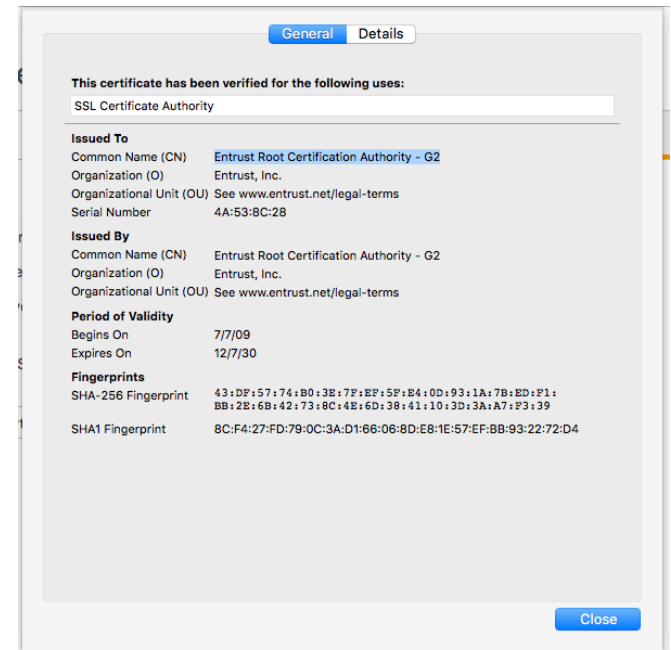 General Details
This certificate has been verified for the following uses:
SSL Certificate Authority
Issued To
Common Name (CN) Entrust Root Certification Authority - G2
Organization (O) Entrust, Inc.
Organizational Unit (OU) See www.entrust.net/legal-terms
Serial Number 4A:53:8C:28
Issued By
Common Name (CN) Entrust Root Certification Authority - G2
Organization (O) Entrust, Inc.
Organizational Unit (OU) See www.entrust.net/legal-terms
Period of Validity
Begins On 7/7/09
Expires On 12/7/30
Fingerprints
SHA-256 Fingerprint 43:DF:57:74:B0:3E:7F:EF:5F:E4:0D:93:1A:7B:ED:F1:
BB:2E:6B:42:73:8C:4E:6D:38:41:10:3D:3A:A7:F3:39
SHA1 Fingerprint 8C:F4:27:FD:79:0C:3A:D1:66:06:8D:E8:1E:57:EF:BB:93:22:72:D4
Close